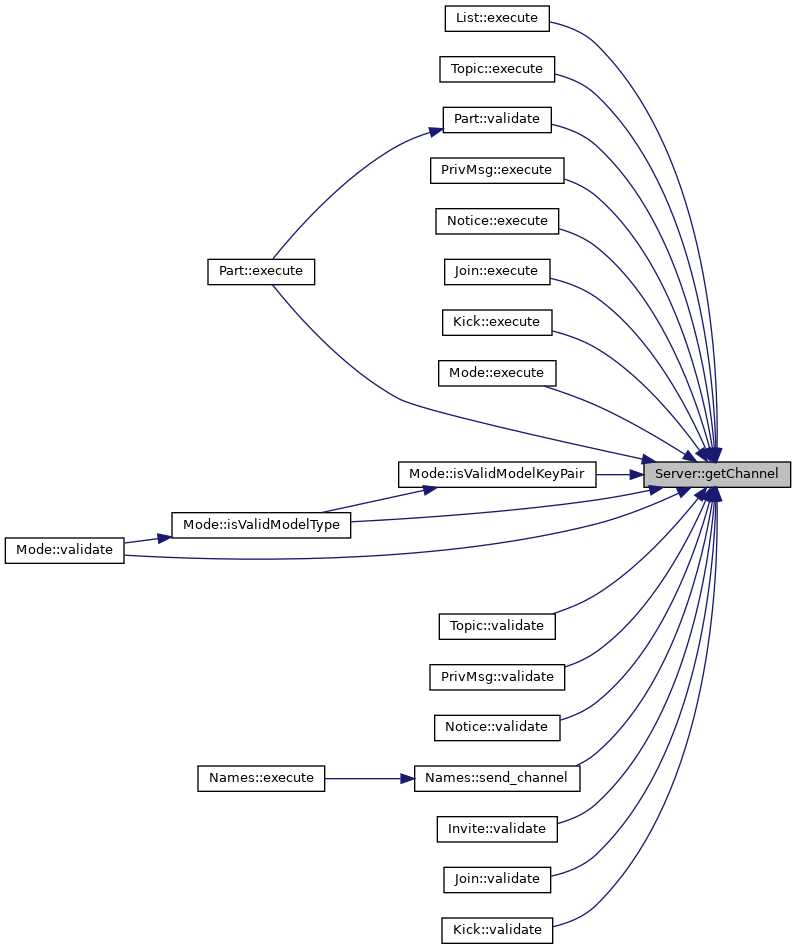 List::execute
Topic::execute
Part::validate
PrivMsg::execute
Notice::execute
Part::execute
Join::execute
Kick::execute
Mode::execute
Mode::isValidModelKeyPair
Server::getChannel
Mode::isValidModelType
Mode::validate
Topic::validate
PrivMsg::validate
Notice::validate
Names::execute
Names::send_channel
Invite::validate
Join::validate
Kick::validate